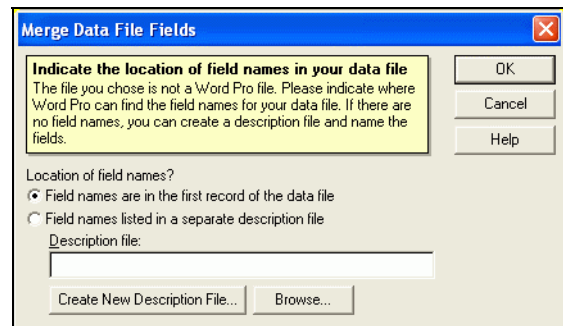 Merge Data File Fields
Indicate the location of field names in your data file
The file you chose is not a Word Pro file. Please indicate where
Word Pro can find the field names for your data file. If there are
no field names, you can create a description file and name the
fields.
OK
Cancel
Help
Location of field names?
Field names are in the first record of the data file
Field names listed in a separate description file
Description file:
Create New Description File... Browse...